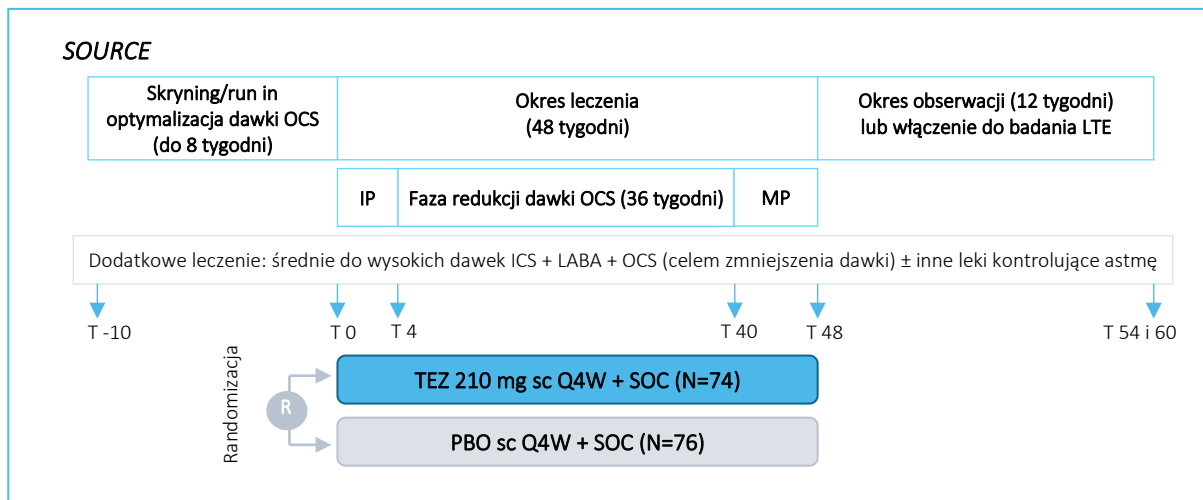 SOURCE
Skryning/run in
optymalizacja dawki OCS
(do 8 tygodni)
Okres leczenia
(48 tygodni)
Okres obserwacji (12 tygodni)
lub włączenie do badania LTE
IP
Faza redukcji dawki OCS (36 tygodni)
MP
Dodatkowe leczenie: średnie do wysokich dawek ICS + LABA + OCS (celem zmniejszenia dawki) ± inne leki kontrolujące astmę
T -10
T 0
T 4
T 40
T 48
T 54 i 60
Randomizacja
R
TEZ 210 mg sc Q4W + SOC (N=74)
PBO sc Q4W + SOC (N=76)